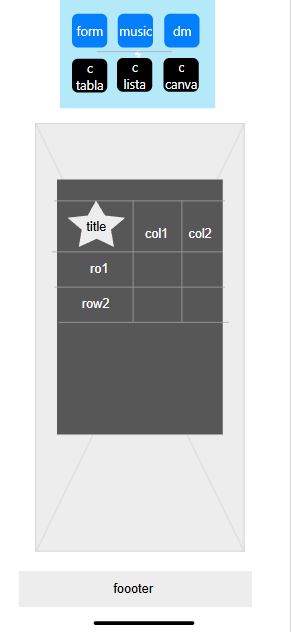 form music dm
c c c
tabla lista canva
title col1 col2
ro1
row2
foooter